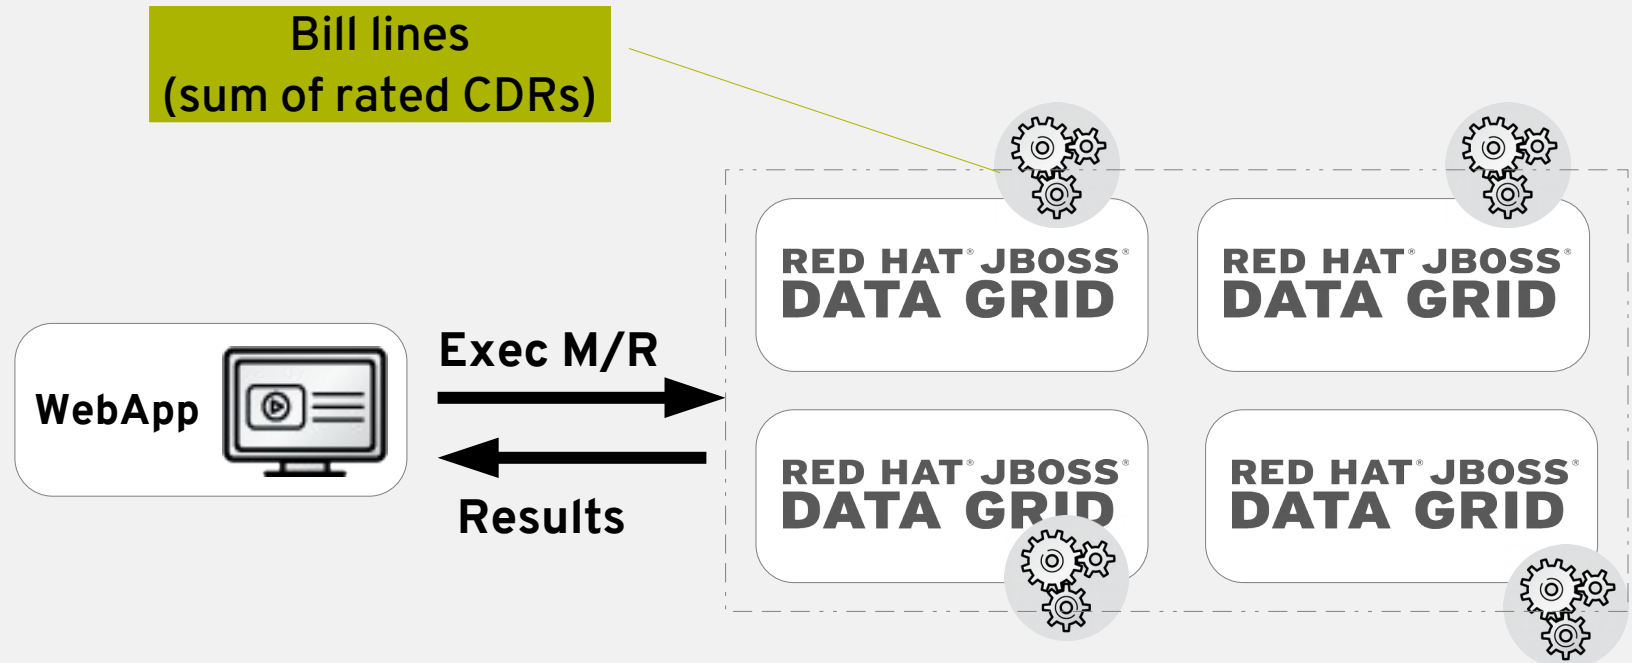 Bill lines
(sum of rated CDRs)
RED HAT® JBOSS®
DATA GRID
RED HAT® JBOSS®
DATA GRID
Exec M/R
WebApp
Results
RED HAT® JBOSS®
DATA GRID
RED HAT® JBOSS®
DATA GRID